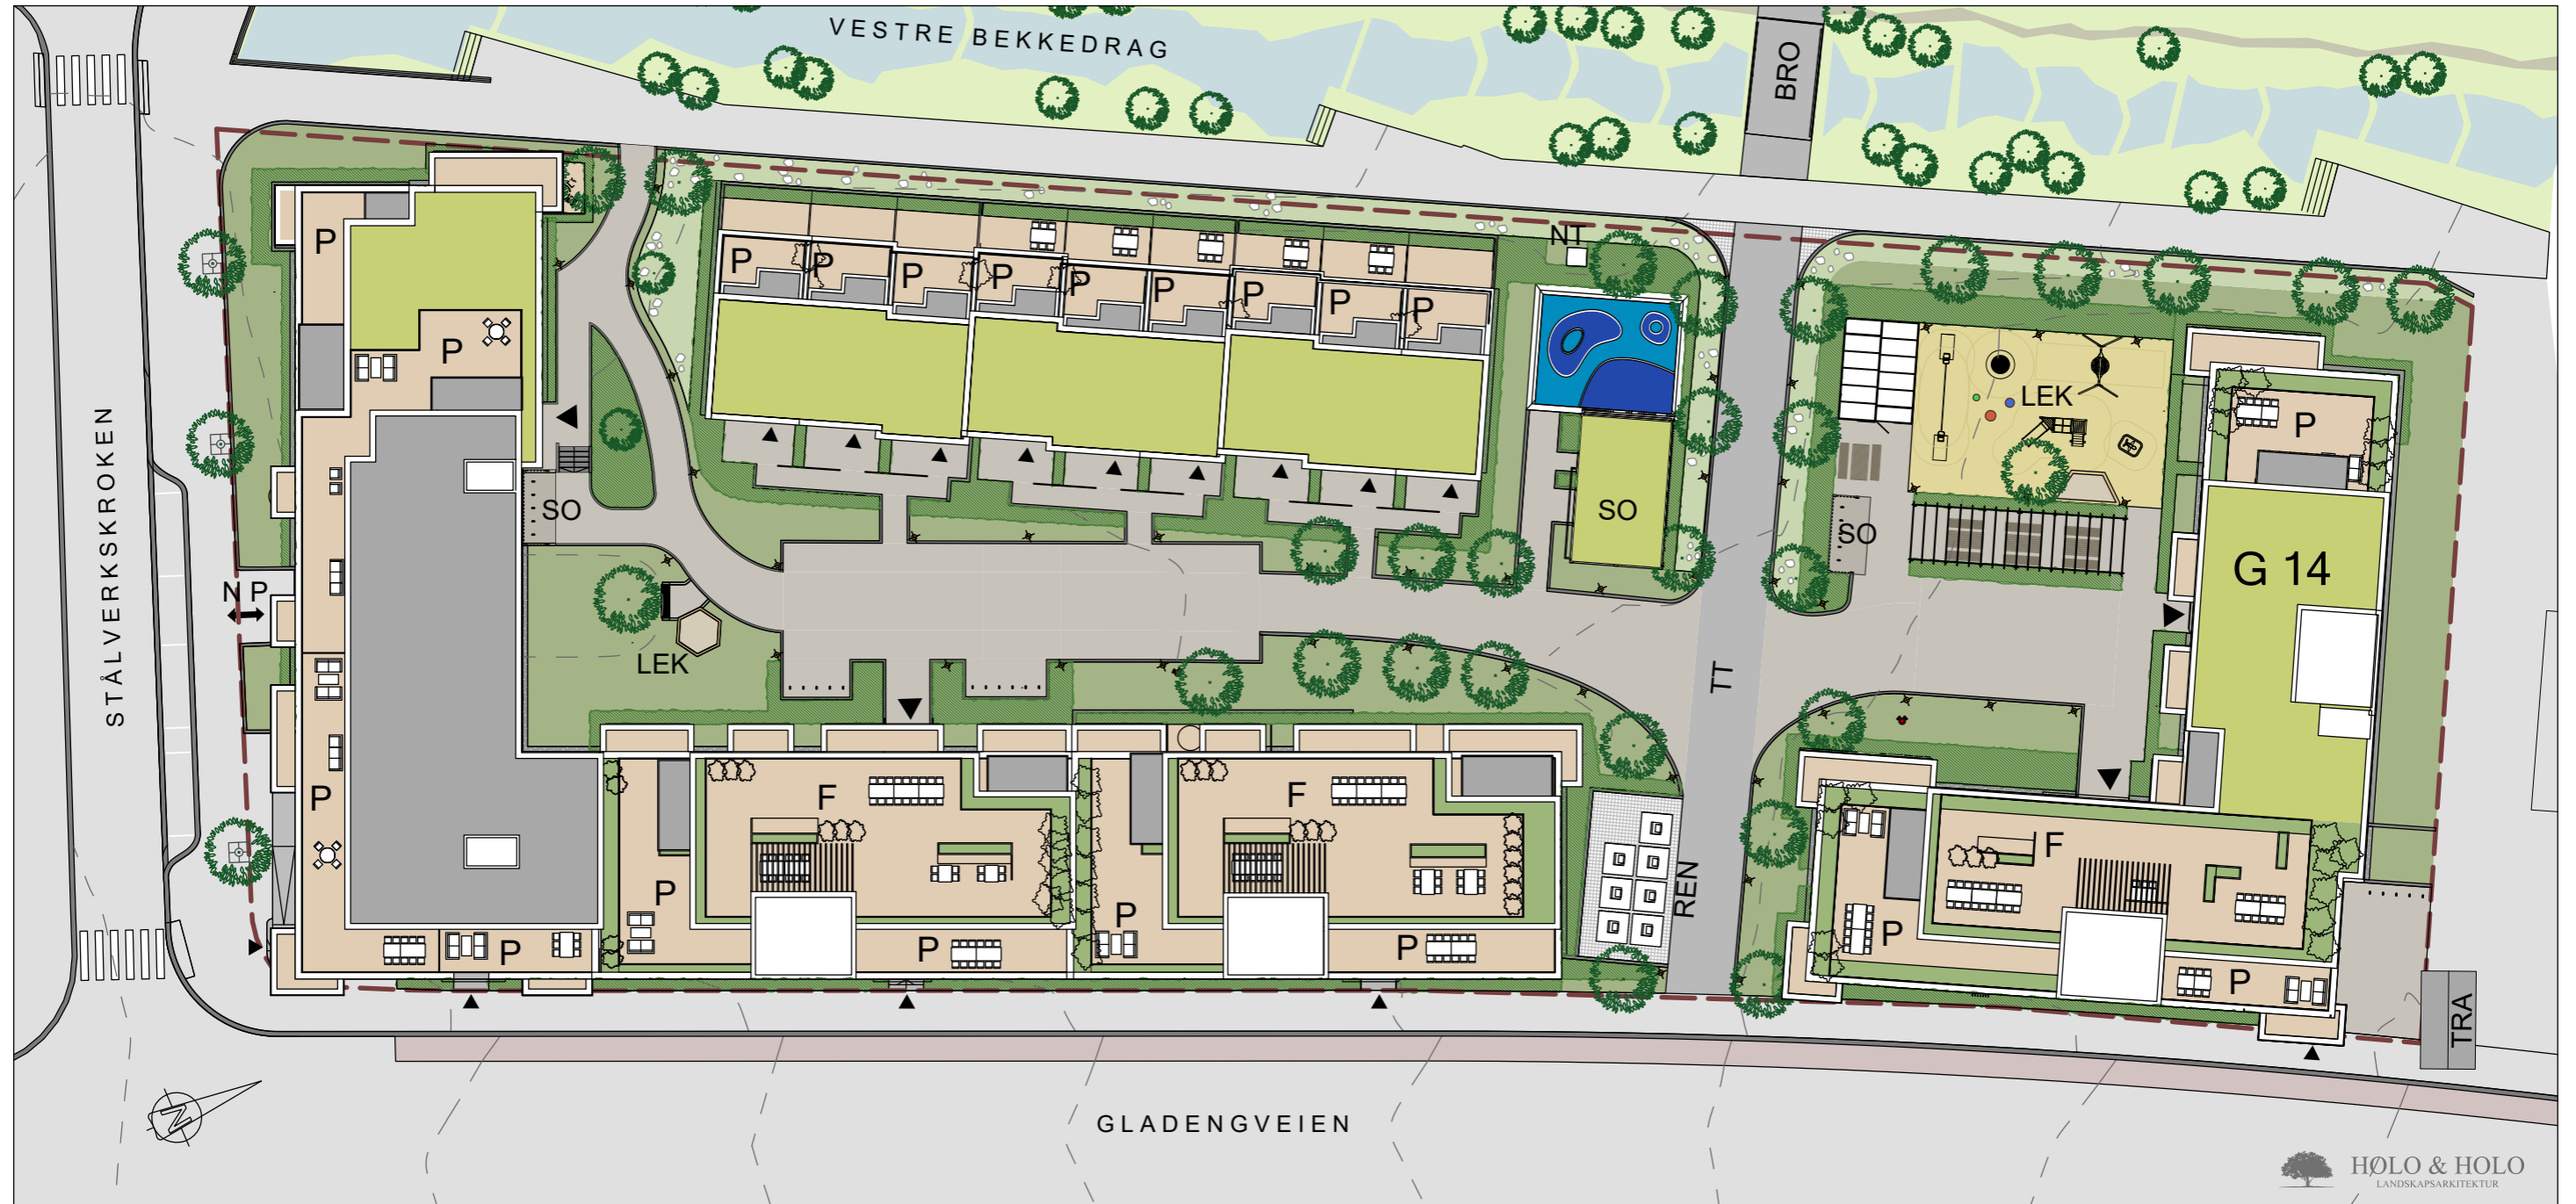 VESTRE BEKKEDRAG
BRO
NT
P
P
P
P
P
P
P
P
P
P
P
LEK
P
SO
SO
SO
G 14
N P
LEK
TT
STÅLVERKSKROKEN
P
F
P
P
F
P
P
P
REN
F
P
P
TRA
N
GLADENGVEIEN
HØLO & HOLO
LANDSKAPSARKITEKTUR